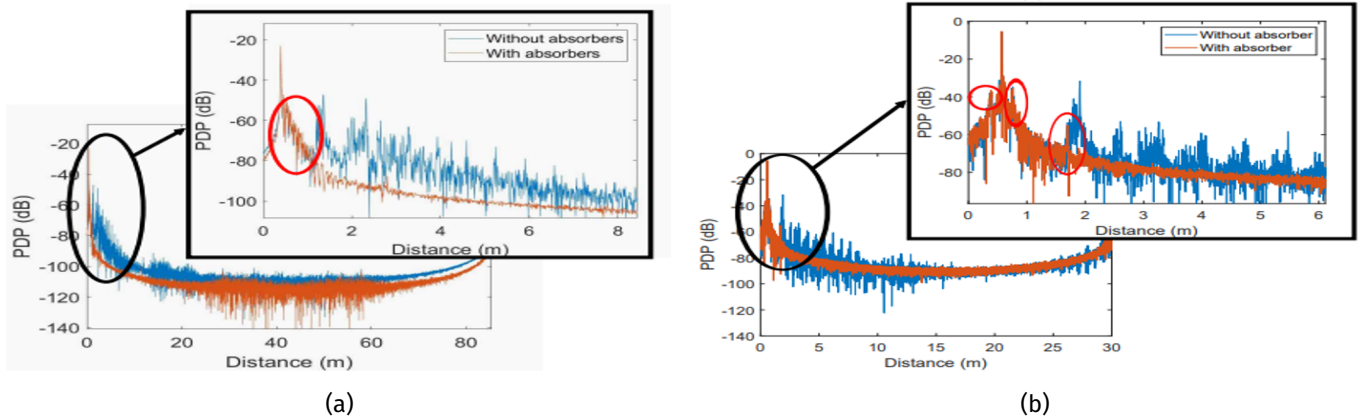 -20
-40
-60
-80
-100
PDP (dB)
Without absorbers
With absorbers
0 2 4 6 8
Distance (m)
-20
-40
-60
-80
-100
-120
-140
PDP (dB)
0 20 40 60 80
Distance (m)
(a)
0
-20
-40
-60
-80
PDP (dB)
Without absorber
With absorber
0 1 2 3 4 5 6
Distance (m)
0
-20
-40
-60
-80
-100
-120
-140
PDP (dB)
0 5 10 15 20 25 30
Distance (m)
(b)